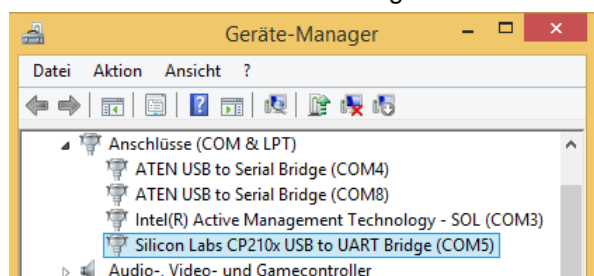 Geräte-Manager
Datei Aktion Ansicht ?
Anschlüsse (COM & LPT)
ATEN USB to Serial Bridge (COM4)
ATEN USB to Serial Bridge (COM8)
Intel(R) Active Management Technology - SOL (COM3)
Silicon Labs CP210x USB to UART Bridge (COM5)
Audio-, Video- und Gamecontroller